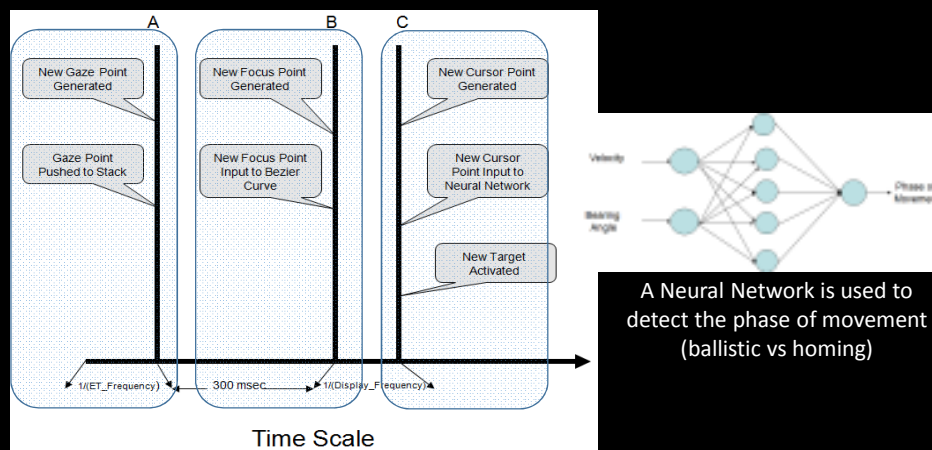 A
B
C
New Gaze Point
Generated
Gaze Point
Pushed to Stack
New Focus Point
Generated
New Focus Point
Input to Bezier
Curve
New Cursor Point
Generated
New Cursor
Point Input to
Neural Network
New Target
Activated
1/(ET_Frequency)
300 msec
1/(Display_Frequency)
Time Scale
Velocity
Bearing
Angle
Phase of
Movement
A Neural Network is used to
detect the phase of movement
(ballistic vs homing)